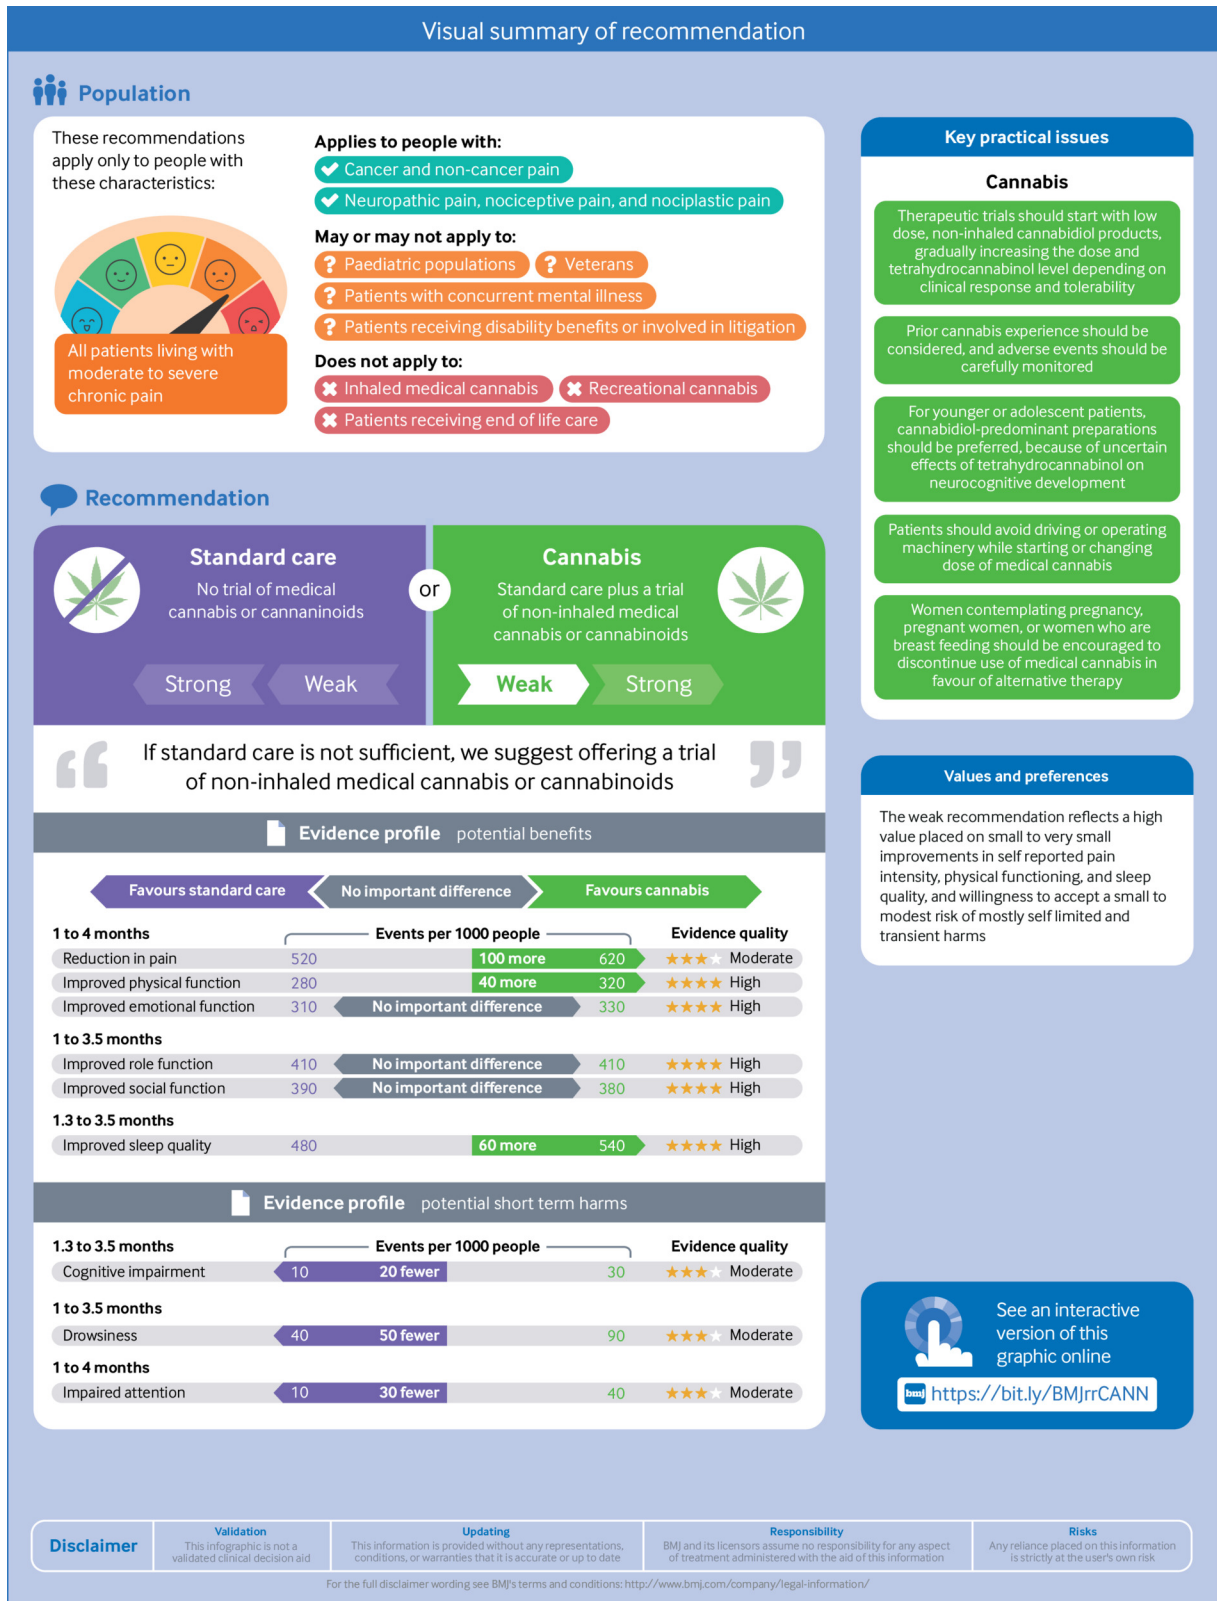 Visual summary of recommendation
Population
These recommendations
apply only to people with
these characteristics:
All patients living with
moderate to severe
chronic pain
Applies to people with:
Cancer and non-cancer pain
Neuropathic pain, nociceptive pain, and nociplastic pain
May or may not apply to:
? Paediatric populations ? Veterans
? Patients with concurrent mental illness
? Patients receiving disability benefits or involved in litigation
Does not apply to:
Inhaled medical cannabis Recreational cannabis
Patients receiving end of life care
Recommendation
Standard care
No trial of medical
cannabis or cannaninoids
Strong Weak
or
Cannabis
Standard care plus a trial
of non-inhaled medical
cannabis or cannabinoids
Weak Strong
“ If standard care is not sufficient, we suggest offering a trial ”
of non-inhaled medical cannabis or cannabinoids
Evidence profile potential benefits
Favours standard care No important difference Favours cannabis
1 to 4 months Events per 1000 people Evidence quality
Reduction in pain 520 100 more 620 Moderate
Improved physical function 280 40 more 320 High
Improved emotional function 310 No important difference 330 High
1 to 3.5 months
Improved role function 410 No important difference 410 High
Improved social function 390 No important difference 380 High
1.3 to 3.5 months
Improved sleep quality 480 60 more 540 High
Evidence profile potential short term harms
1.3 to 3.5 months Events per 1000 people Evidence quality
Cognitive impairment 10 20 fewer 30 Moderate
1 to 3.5 months
Drowsiness 40 50 fewer 90 Moderate
1 to 4 months
Impaired attention 10 30 fewer 40 Moderate
Key practical issues
Cannabis
Therapeutic trials should start with low
dose, non-inhaled cannabidiol products,
gradually increasing the dose and
tetrahydrocannabinol level depending on
clinical response and tolerability
Prior cannabis experience should be
considered, and adverse events should be
carefully monitored
For younger or adolescent patients,
cannabidiol-predominant preparations
should be preferred, because of uncertain
effects of tetrahydrocannabinol on
neurocognitive development
Patients should avoid driving or operating
machinery while starting or changing
dose of medical cannabis
Women contemplating pregnancy,
pregnant women, or women who are
breast feeding should be encouraged to
discontinue use of medical cannabis in
favour of alternative therapy
Values and preferences
The weak recommendation reflects a high
value placed on small to very small
improvements in self reported pain
intensity, physical functioning, and sleep
quality, and willingness to accept a small to
modest risk of mostly self limited and
transient harms
See an interactive
version of this
graphic online
bmj https://bit.ly/BMJrrCANN
Disclaimer
Validation
This infographic is not a
validated clinical decision aid
Updating
This information is provided without any representations,
conditions, or warranties that it is accurate or up to date
Responsibility
BMJ and its licensors assume no responsibility for any aspect
of treatment administered with the aid of this information
Risks
Any reliance placed on this information
is strictly at the user's own risk
For the full disclaimer wording see BMJ's terms and conditions: http://www.bmj.com/company/legal-information/